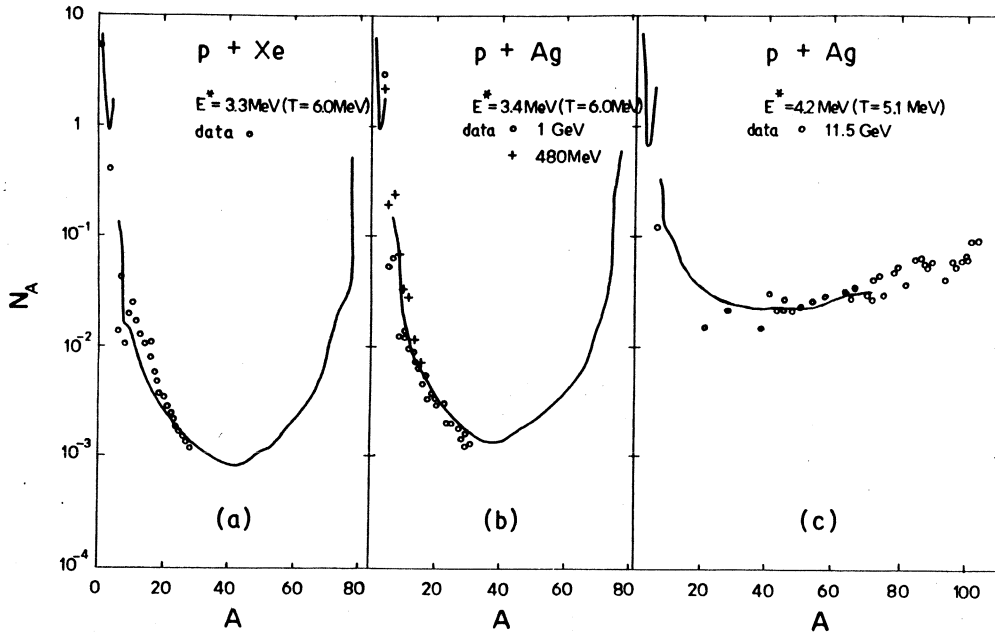 10
1
10⁻¹
10⁻²
10⁻³
10⁻⁴
N_A
p + Xe
E* = 3.3 MeV (T = 6.0MeV)
data o
(a)
0 20 40 60 80
A
p + Ag
E* = 3.4 MeV (T = 6.0MeV)
data o 1 GeV
+ 480MeV
(b)
20 40 60 80
A
p + Ag
E* = 4.2 MeV (T = 5.1 MeV)
data o 11.5 GeV
(c)
0 20 40 60 80 100
A